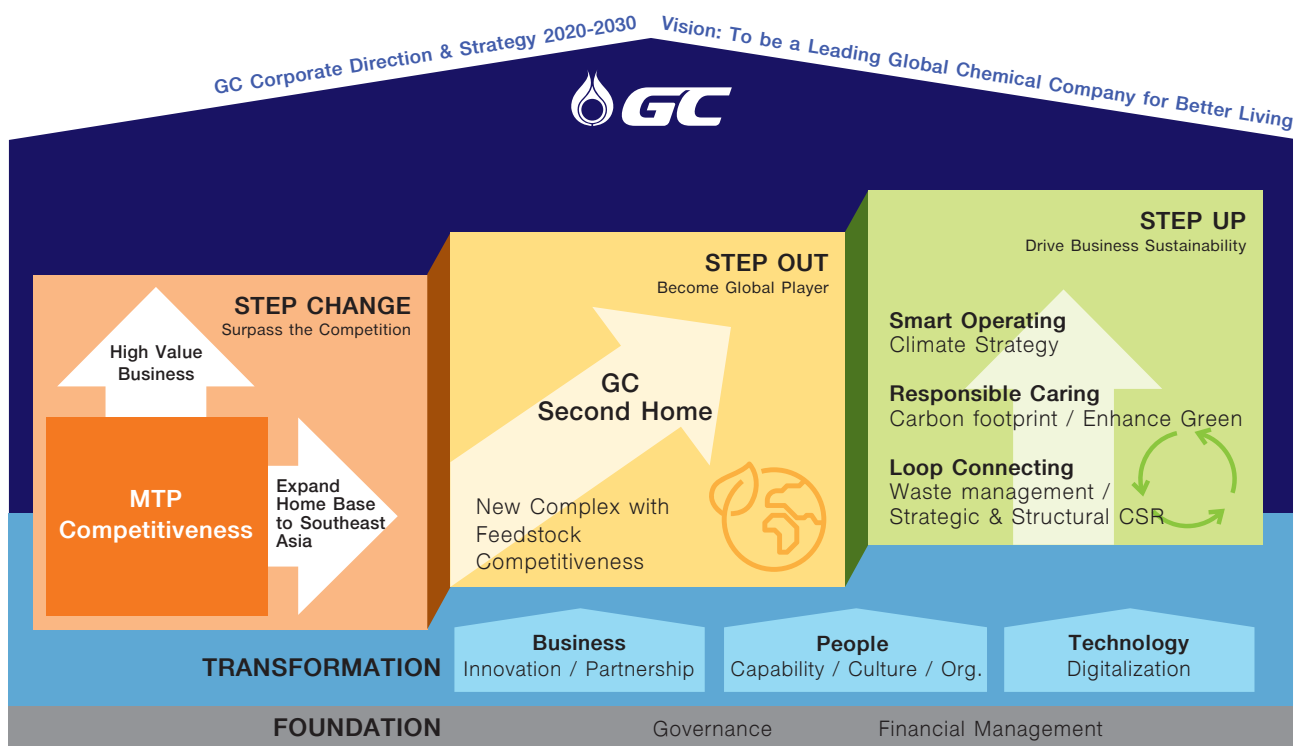 GC Corporate Direction & Strategy 2020-2030
Vision: To be a Leading Global Chemical Company for Better Living
GC
STEP CHANGE
Surpass the Competition
High Value
Business
MTP
Competitiveness
Expand
Home Base
to Southeast
Asia
STEP OUT
Become Global Player
GC
Second Home
New Complex with
Feedstock
Competitiveness
STEP UP
Drive Business Sustainability
Smart Operating
Climate Strategy
Responsible Caring
Carbon footprint / Enhance Green
Loop Connecting
Waste management /
Strategic & Structural CSR
TRANSFORMATION
Business
Innovation / Partnership
People
Capability / Culture / Org.
Technology
Digitalization
FOUNDATION
Governance
Financial Management